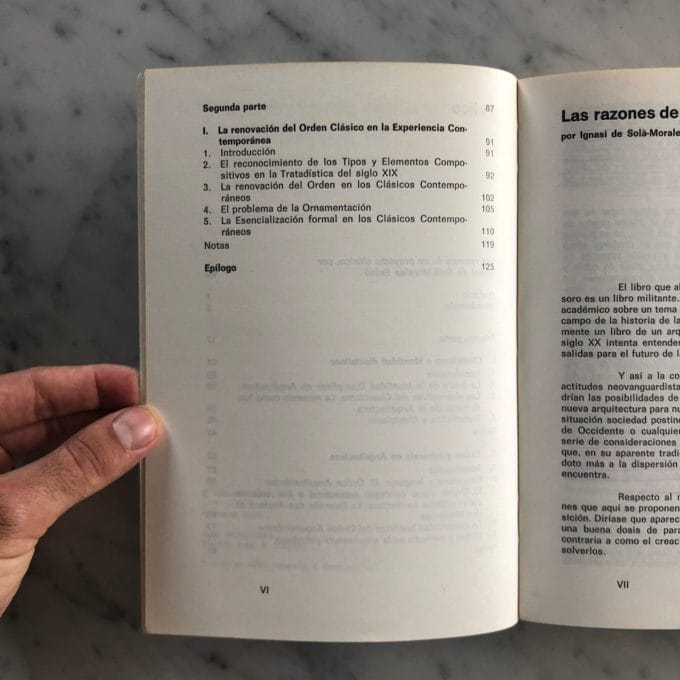 Segunda parte 87
I. La renovación del Orden Clásico en la Experiencia Con-
temporánea 91
1. Introducción 91
2. El reconocimiento de los Tipos y Elementos Compo-
sitivos en la Tratadística del siglo XIX 92
3. La renovación del Orden en los Clásicos Contempo-
ráneos 102
4. El problema de la Ornamentación 105
5. La Esencialización formal en los Clásicos Contempo-
ráneos 110
Notas 119
Epílogo 125
VI
Las razones de
por Ignasi de Solà-Morale
El libro que al
soro es un libro militante.
académico sobre un tema
campo de la historia de la
mente un libro de un arq
siglo XX intenta entender
salidas para el futuro de l
Y así a la co
actitudes neovanguardista
drían las posibilidades de
nueva arquitectura para nu
situación sociedad postind
de Occidente o cualquier
serie de consideraciones
que, en su aparente tradi
doto más a la dispersión
encuentra.
Respecto al m
nes que aquí se proponen
sición. Diríase que aparec
una buena dosis de para
contraria a como el creac
solverlos.
VII